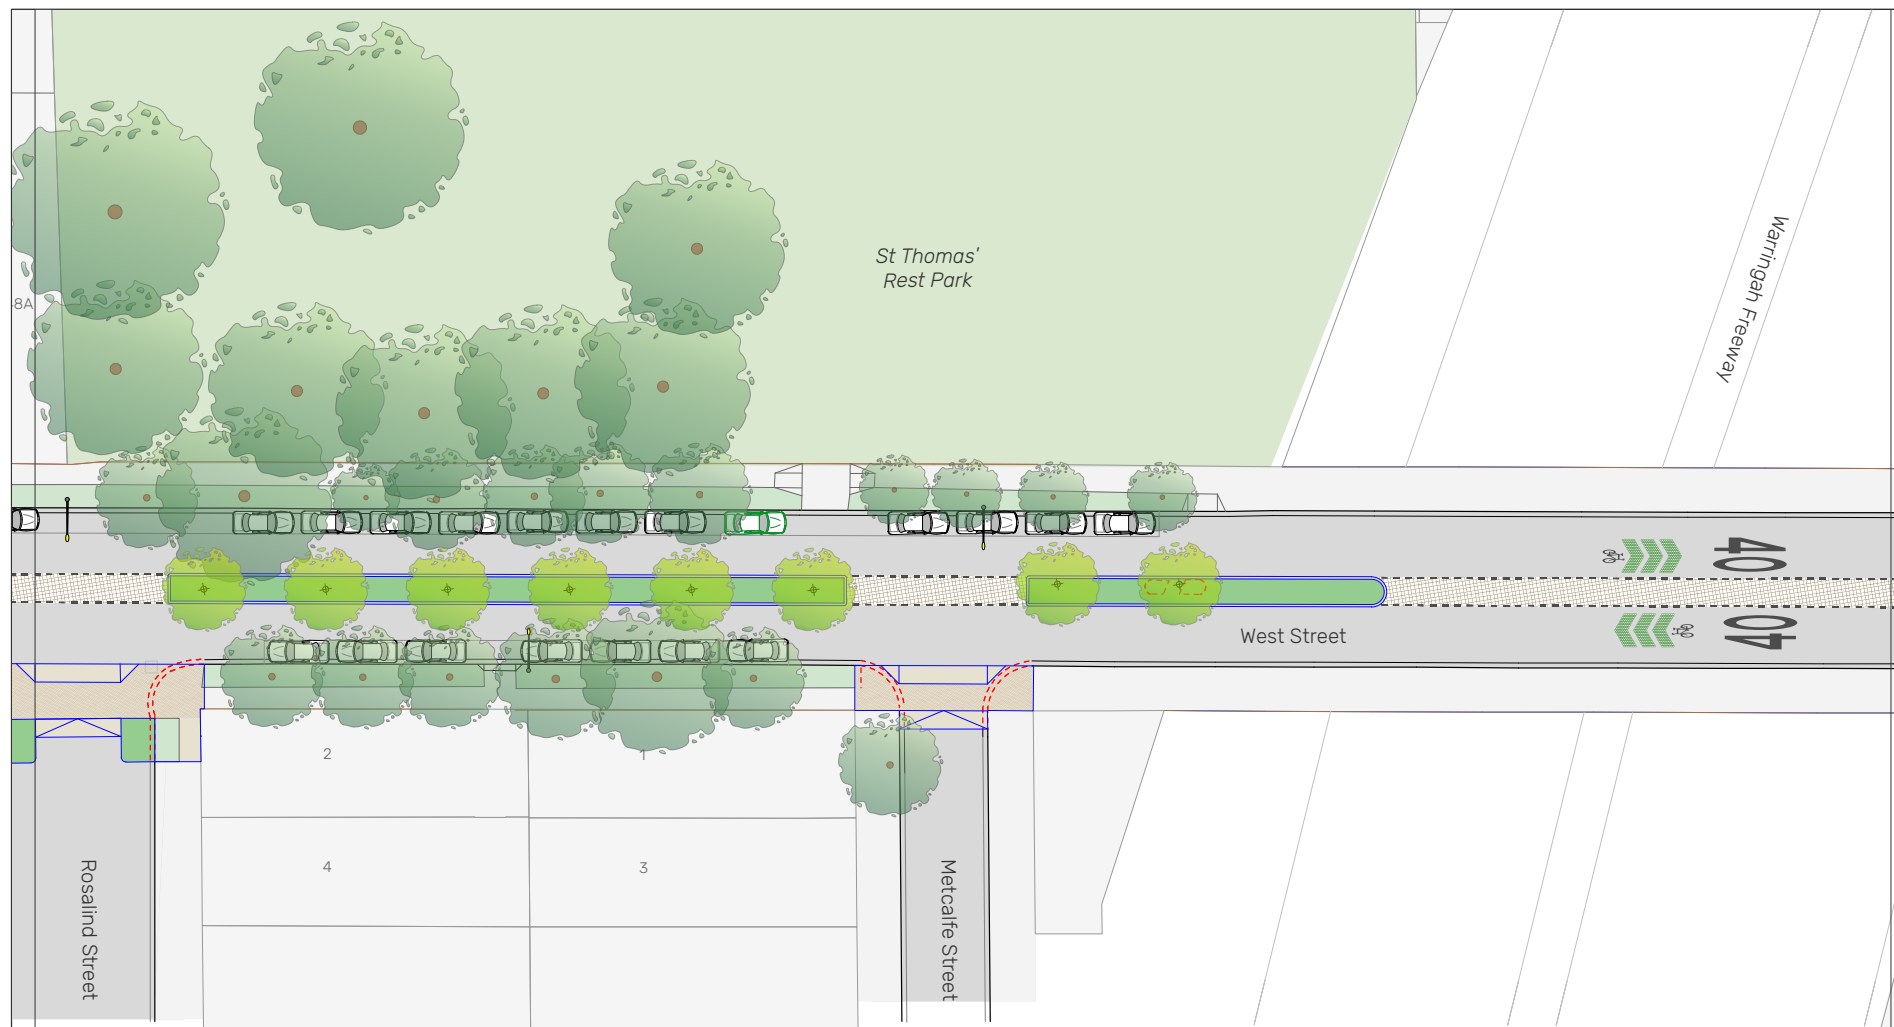 St Thomas'
Rest Park
Warringah Freeway
8A
40
West Street
40
2
1
4
3
Rosalind Street
Metcalfe Street